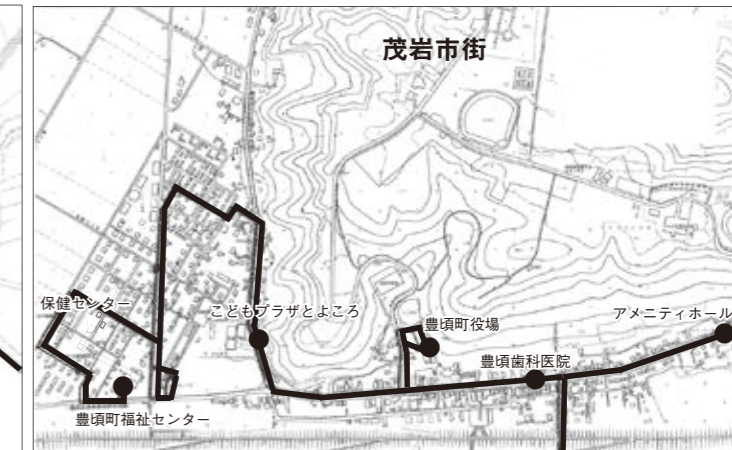 茂岩市街
保健センター
こどもプラザとよころ
豊頃町役場
アメニティホール
豊頃歯科医院
豊頃町福祉センター